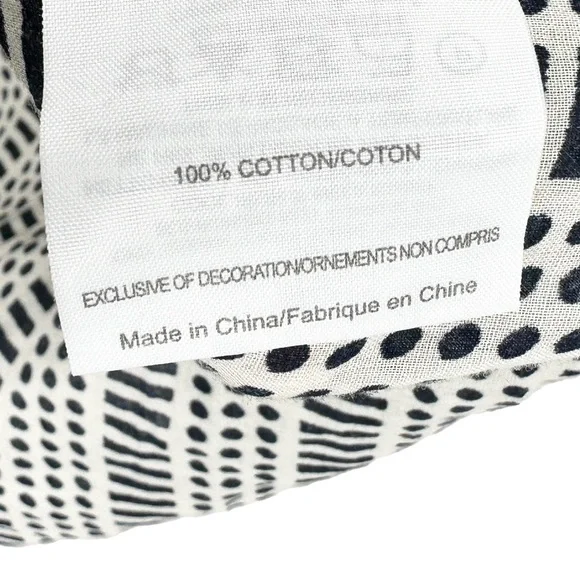 100% COTTON/COTON
EXCLUSIVE OF DECORATION/ORNEMENTS NON COMPRIS
Made in China/Fabrique en Chine